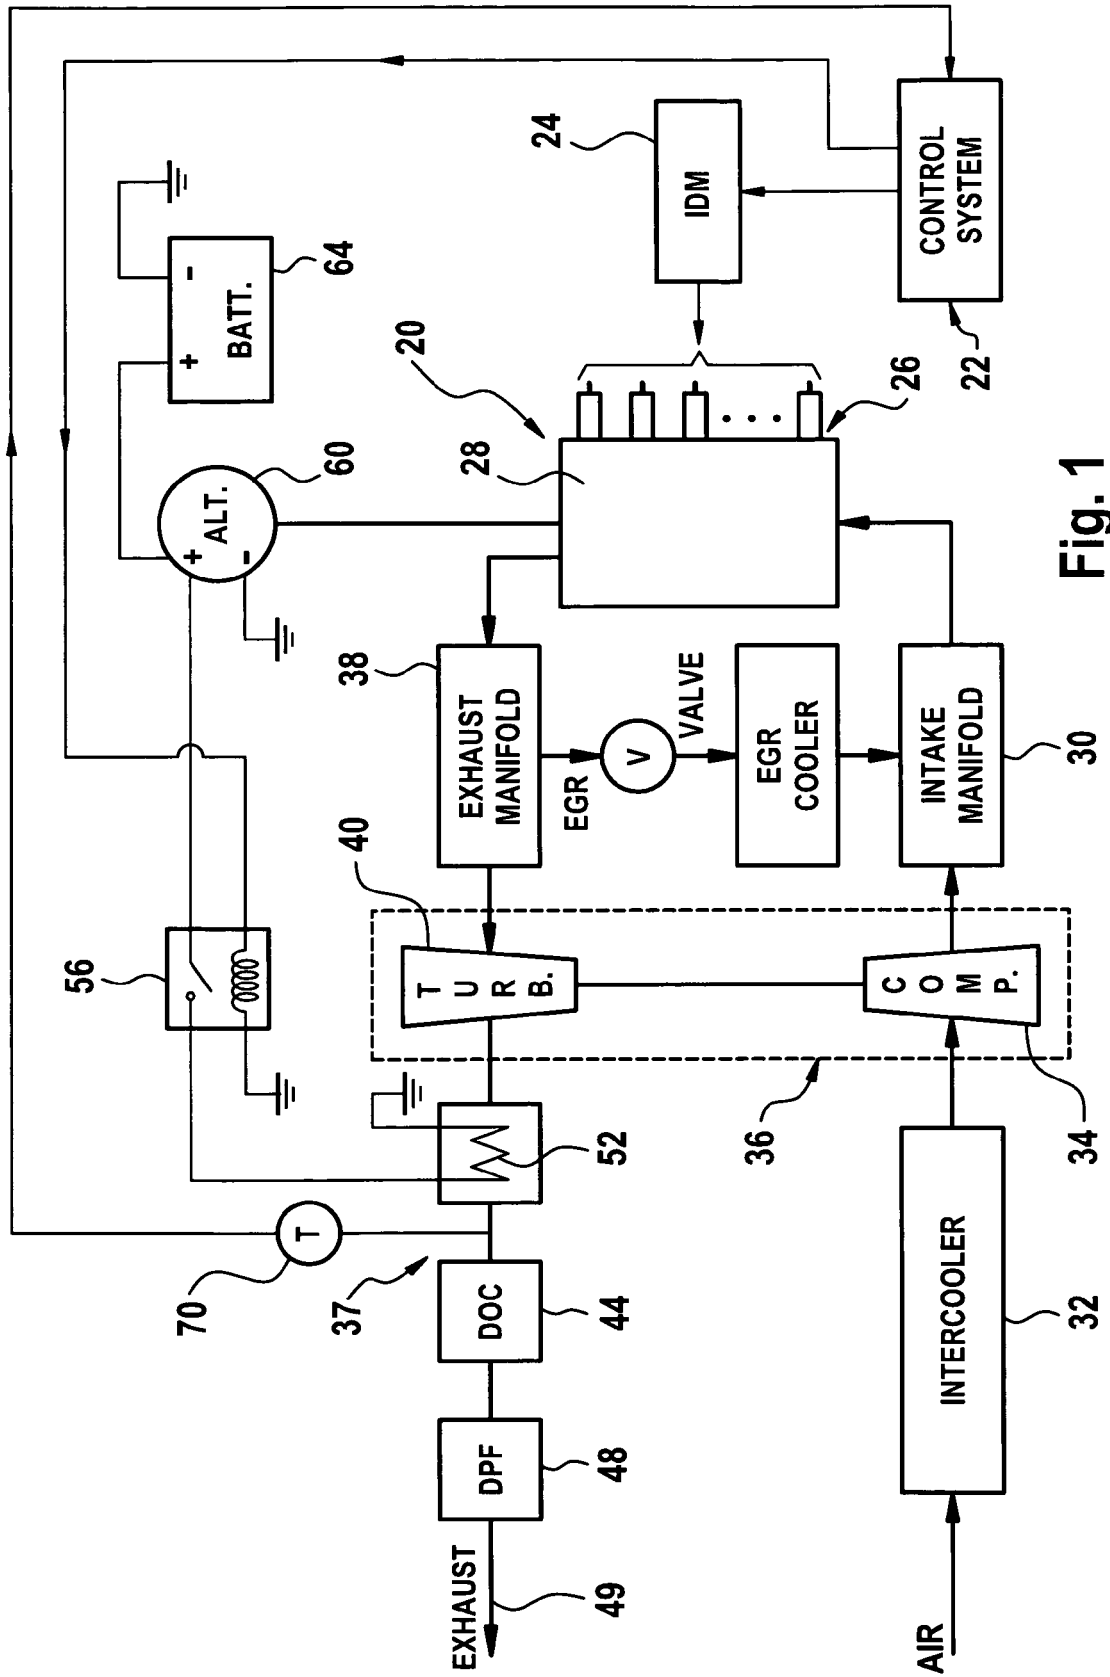 70
T
56
ALT.
+
-
60
+
-
BATT.
64
37
52
40
38
20
28
EXHAUST
49
DPF
48
DOC
44
T
U
R
B.
EXHAUST
MANIFOLD
EGR
V
VALVE
EGR
COOLER
24
IDM
26
36
AIR
INTERCOOLER
32
C
O
M
P.
34
INTAKE
MANIFOLD
30
22
CONTROL
SYSTEM
Fig. 1